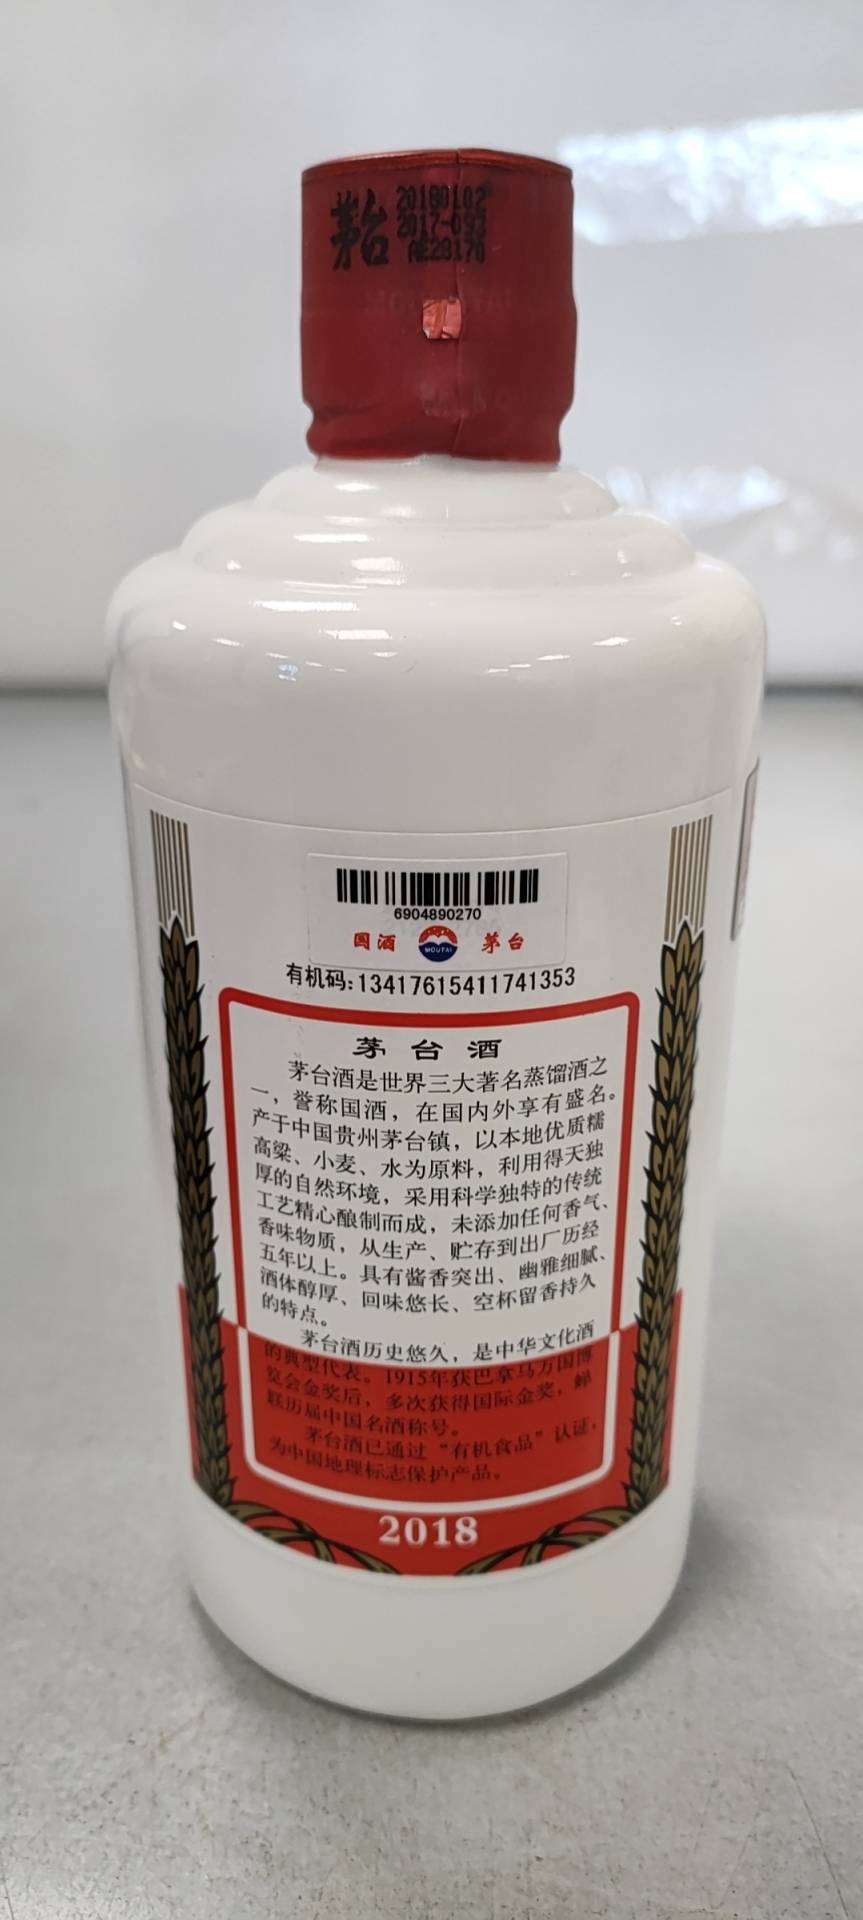 茅台 20180102
2017-093
AE28170
6904890270
国酒 MOUTAI 茅台
有机码:13417615411741353
茅台酒
茅台酒是世界三大著名蒸馏酒之
一，誉称国酒，在国内外享有盛名。
产于中国贵州茅台镇，以本地优质糯
高粱、小麦、水为原料，利用得天独
厚的自然环境，采用科学独特的传统
工艺精心酿制而成，未添加任何香气、
香味物质，从生产、贮存到出厂历经
五年以上。具有酱香突出、幽雅细腻、
酒体醇厚、回味悠长、空杯留香持久
的特点。
茅台酒历史悠久，是中华文化酒
的典型代表。1915年获巴拿马万国博
览会金奖后，多次获得国际金奖，蝉
联历届中国名酒称号。
茅台酒已通过“有机食品”认证，
为中国地理标志保护产品。
2018